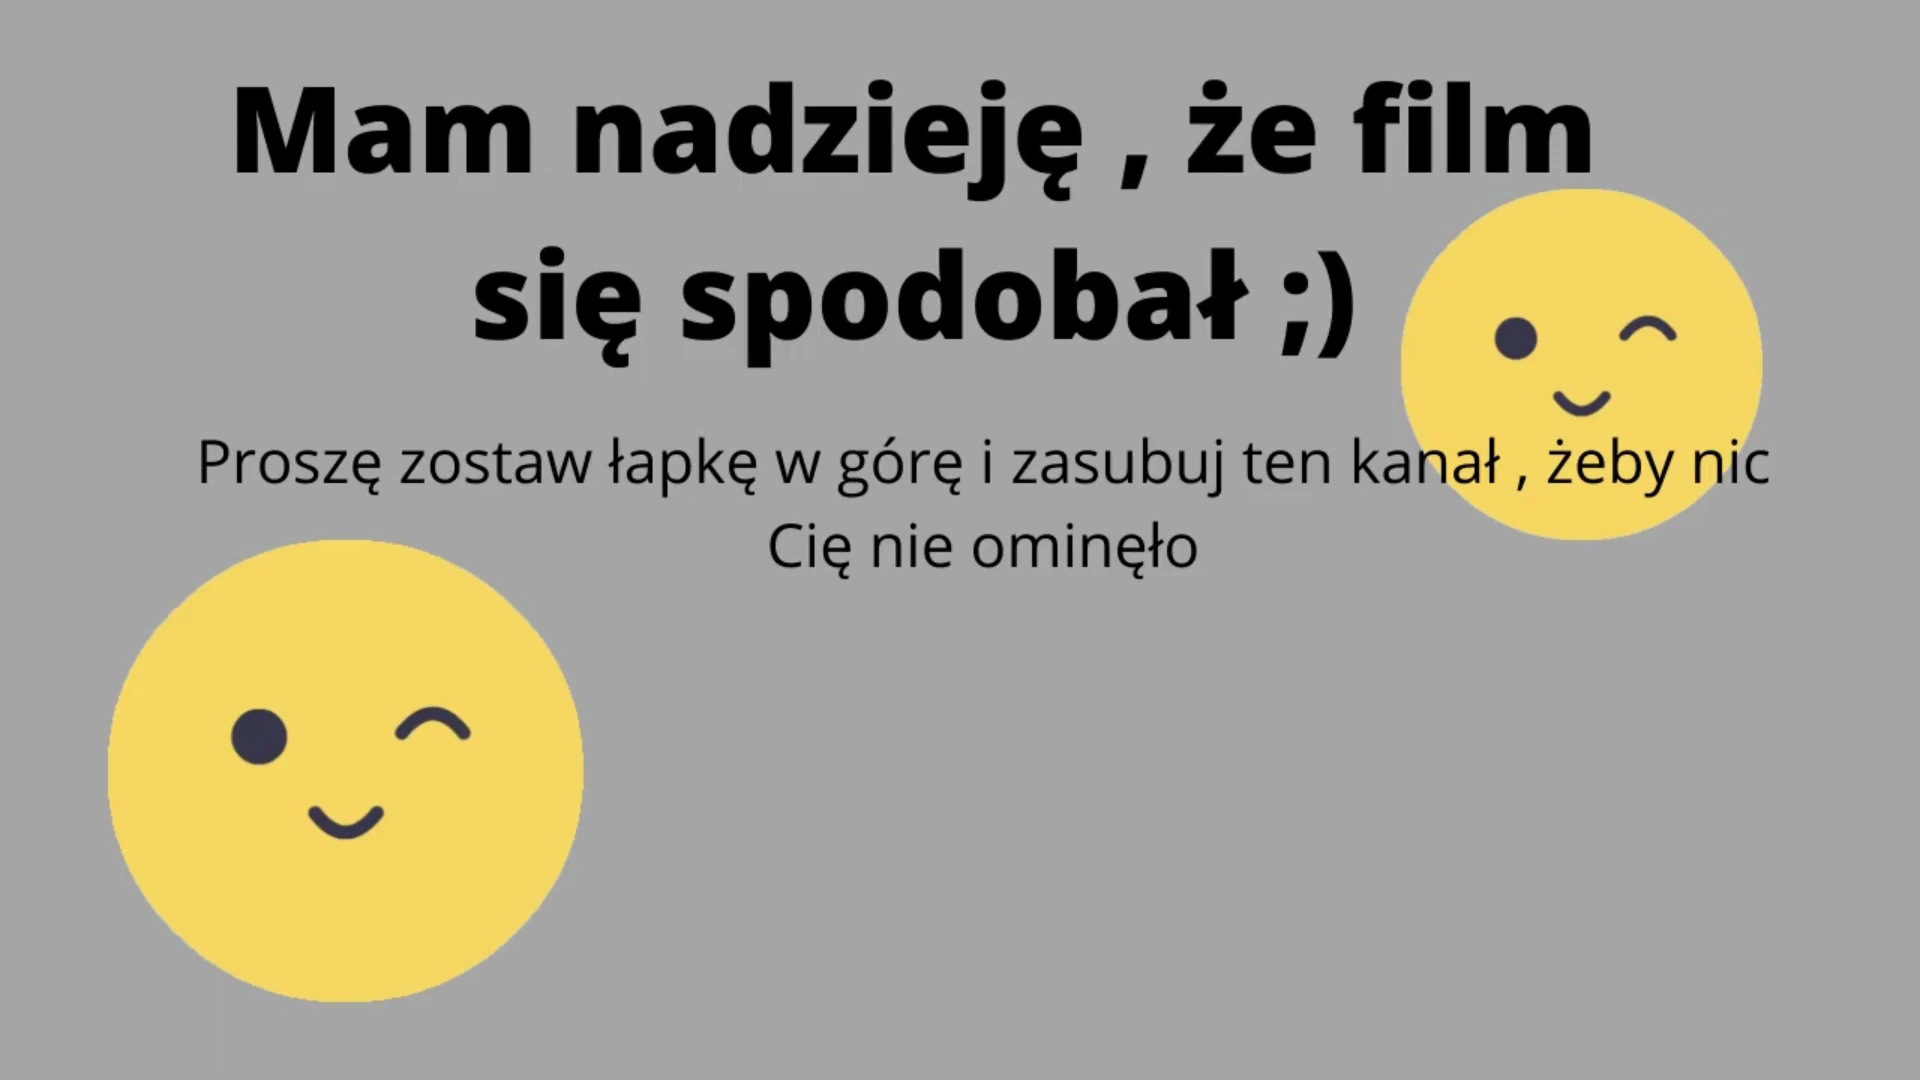 Mam nadzieję , że film
się spodobał ;)
Proszę zostaw łapkę w górę i zasubuj ten kanał , żeby nic
Cię nie ominęło